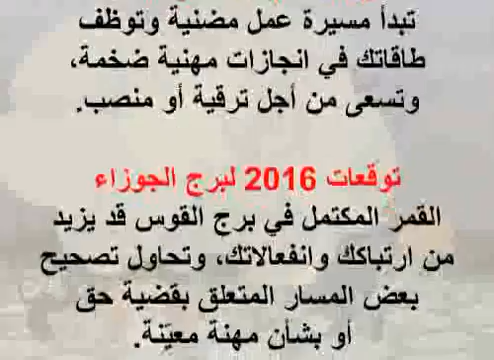 تبدأ مسيرة عمل مضنية وتوظف
طاقاتك في انجازات مهنية ضخمة،
وتسعى من أجل ترقية أو منصب.
توقعات 2016 لبرج الجوزاء
القمر المكتمل في برج القوس قد يزيد
من ارتباكك وانفعالاتك، وتحاول تصحيح
بعض المسار المتعلق بقضية حق
أو بشأن مهنة معيّنة.